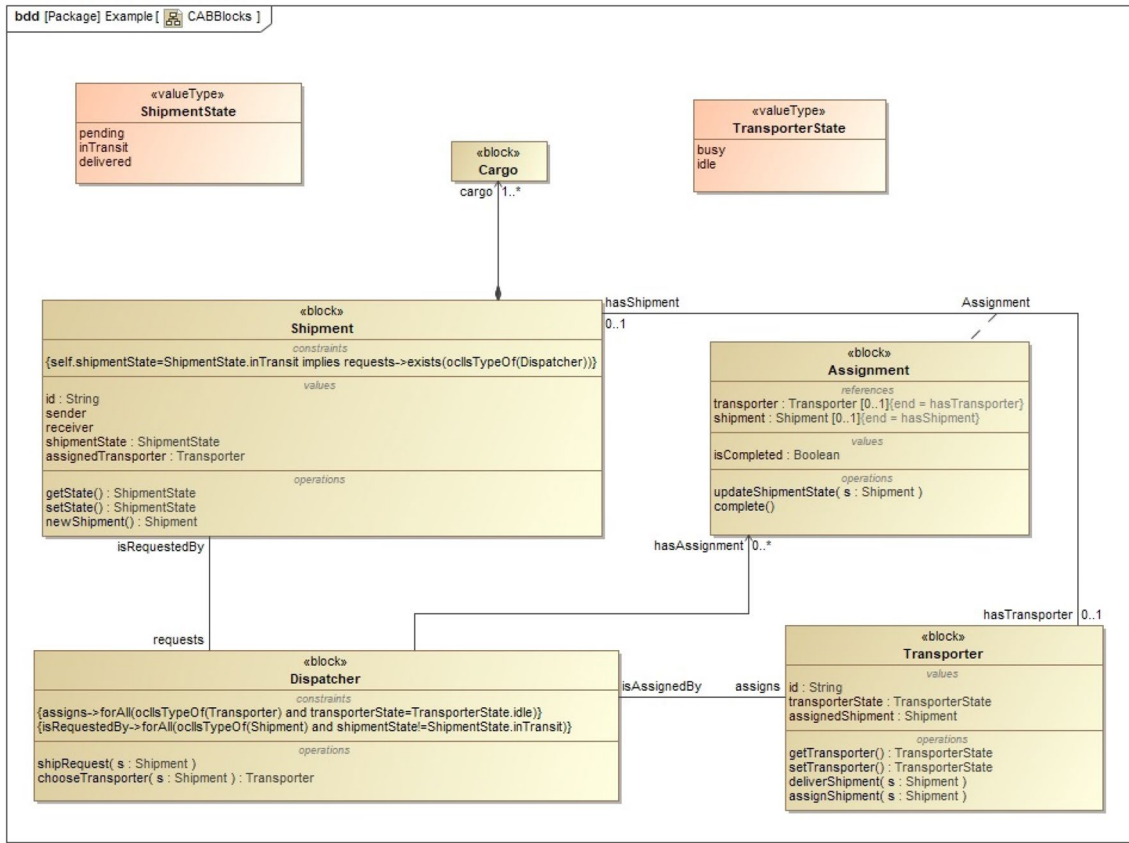 bdd [Package] Example [ CABBlocks ]
«valueType»
ShipmentState
pending
inTransit
delivered
«block»
Cargo
cargo 1..*
«valueType»
TransporterState
busy
idle
«block»
Shipment
constraints
{self.shipmentState=ShipmentState.inTransit implies requests->exists(oclIsTypeOf(Dispatcher))}
values
id : String
sender
receiver
shipmentState : ShipmentState
assignedTransporter : Transporter
operations
getState() : ShipmentState
setState() : ShipmentState
newShipment() : Shipment
hasShipment
0..1
Assignment
«block»
Assignment
references
transporter : Transporter [0..1]{end = hasTransporter}
shipment : Shipment [0..1]{end = hasShipment}
values
isCompleted : Boolean
operations
updateShipmentState( s : Shipment )
complete()
isRequestedBy
hasAssignment 0..*
requests
hasTransporter 0..1
«block»
Dispatcher
constraints
{assigns->forAll(oclIsTypeOf(Transporter) and transporterState=TransporterState.idle)}
{isRequestedBy->forAll(oclIsTypeOf(Shipment) and shipmentState!=ShipmentState.inTransit)}
operations
shipRequest( s : Shipment )
chooseTransporter( s : Shipment ) : Transporter
isAssignedBy assigns
«block»
Transporter
values
id : String
transporterState : TransporterState
assignedShipment : Shipment
operations
getTransporter() : TransporterState
setTransporter() : TransporterState
deliverShipment( s : Shipment )
assignShipment( s : Shipment )